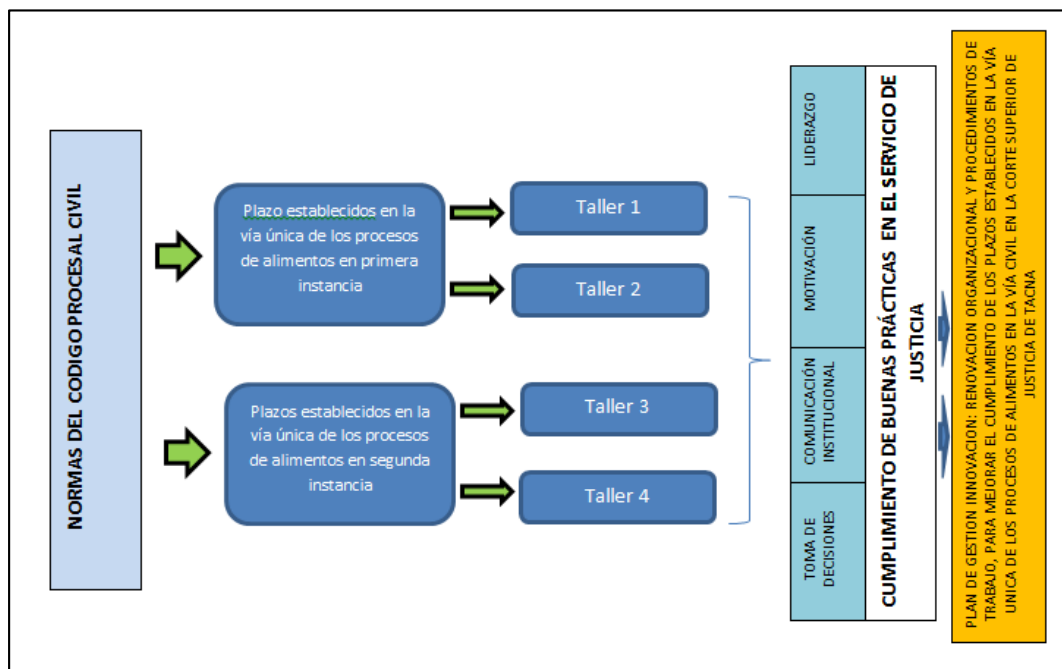 NORMAS DEL CODIGO PROCESAL CIVIL
Plazo establecidos en la
vía única de los procesos
de alimentos en primera
instancia
Taller 1
Taller 2
Plazos establecidos en la
vía única de los procesos
de alimentos en segunda
instancia
Taller 3
Taller 4
LIDERAZGO
MOTIVACIÓN
COMUNICACIÓN
INSTITUCIONAL
TOMA DE
DECISIONES
CUMPLIMIENTO DE BUENAS PRÁCTICAS EN EL SERVICIO DE
JUSTICIA
PLAN DE GESTION INNOVACION: RENOVACION ORGANIZACIONAL Y PROCEDIMIENTOS DE
TRABAJO, PARA MEJORAR EL CUMPLIMIENTO DE LOS PLAZOS ESTABLECIDOS EN LA VÍA
UNICA DE LOS PROCESOS DE ALIMENTOS EN LA VÍA CIVIL EN LA CORTE SUPERIOR DE
JUSTICIA DE TACNA